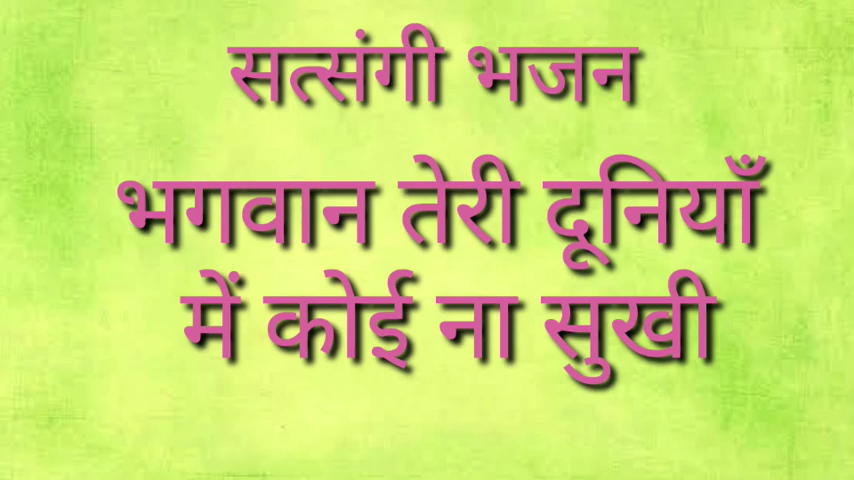 सत्संगी भजन
भगवान तेरी दूनियाँ
में कोई ना सुखी